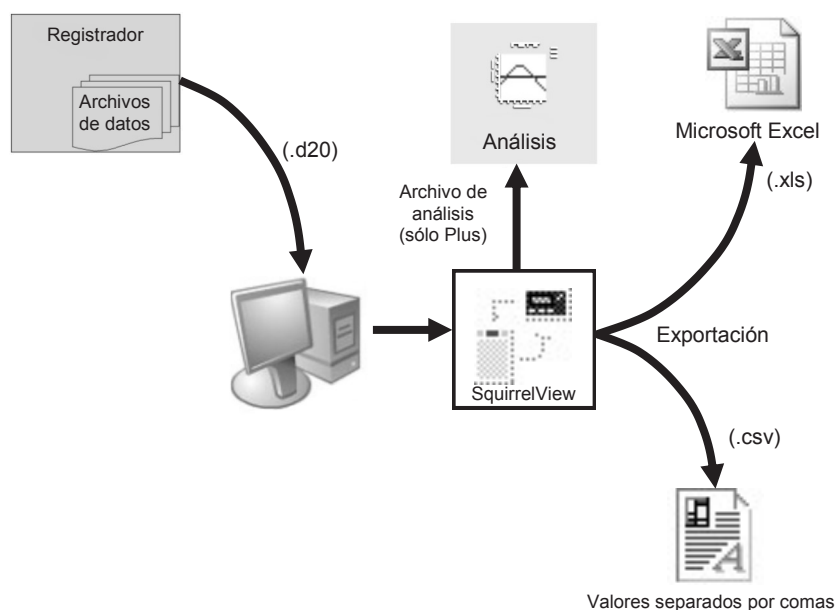 Registrador
Archivos
de datos
(.d20)
Análisis
Archivo de
análisis
(sólo Plus)
Microsoft Excel
(.xls)
SquirrelView
Exportación
(.csv)
Valores separados por comas